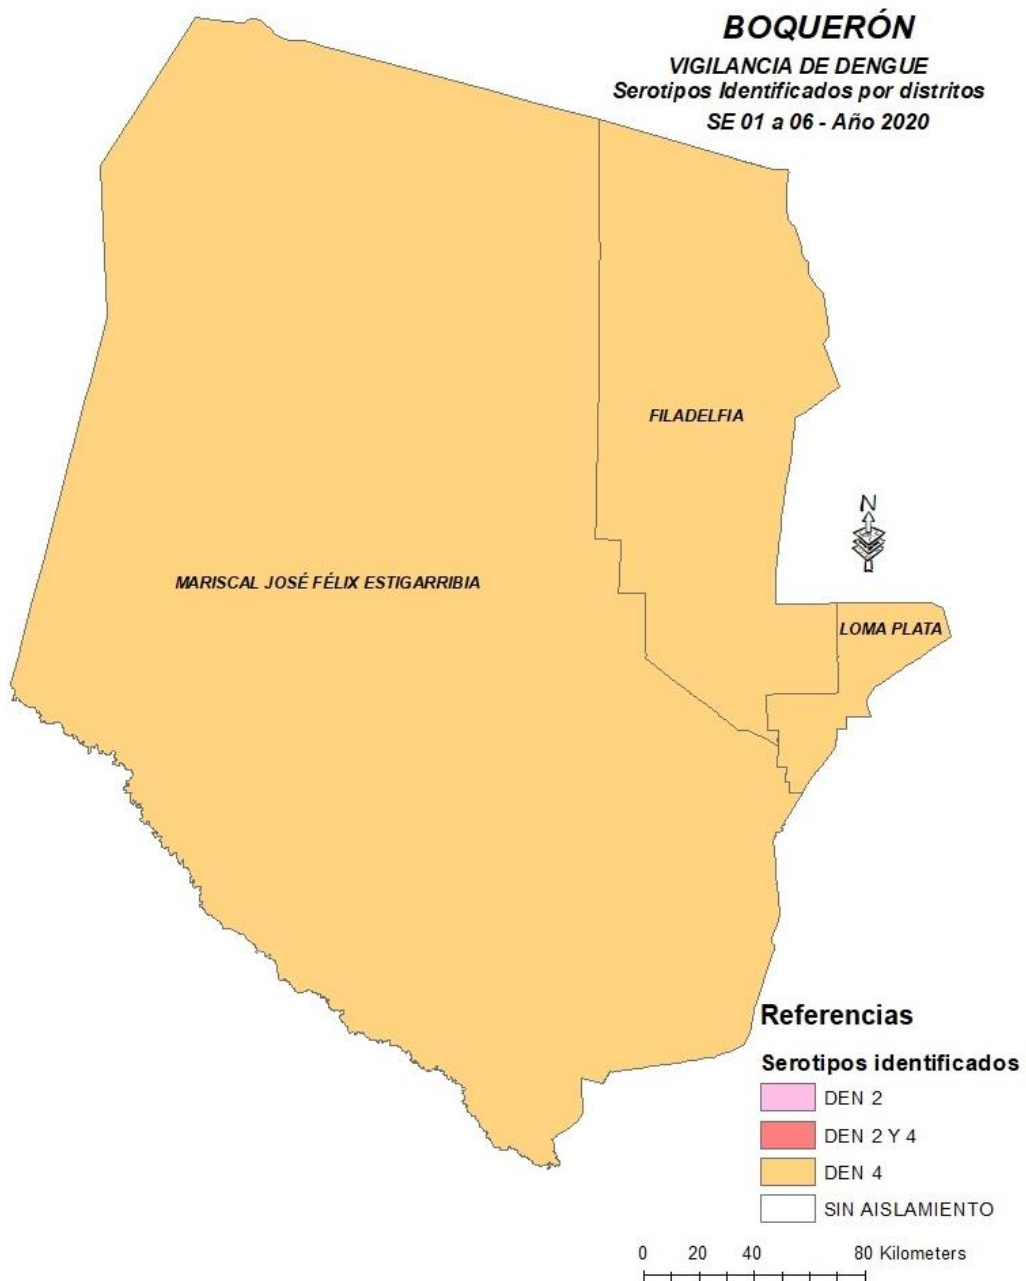 BOQUERÓN
VIGILANCIA DE DENGUE
Serotipos Identificados por distritos
SE 01 a 06 - Año 2020
FILADELFIA
N
MARISCAL JOSÉ FÉLIX ESTIGARRIBIA
LOMA PLATA
Referencias
Serotipos identificados
DEN 2
DEN 2 Y 4
DEN 4
SIN AISLAMIENTO
0 20 40 80 Kilometers